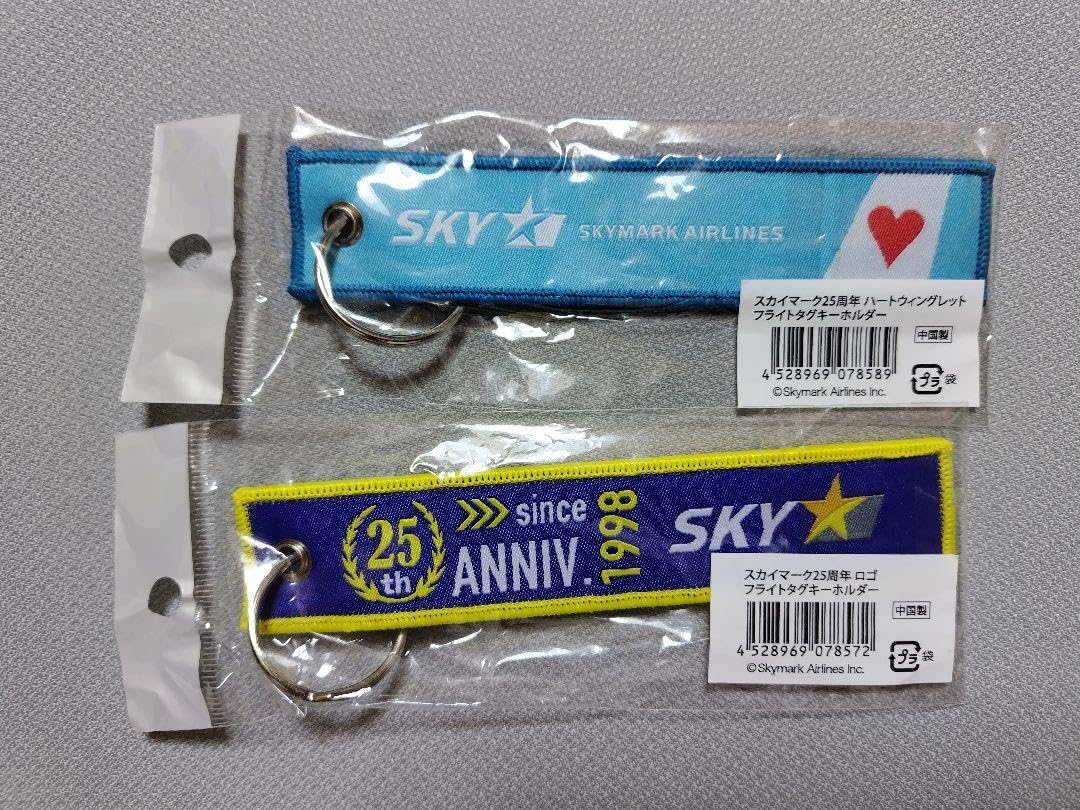 SKY SKYMARK AIRLINES
スカイマーク25周年 ハートウィングレット
フライトタグキーホルダー
中国製
4 528969 078589
プラ 袋
©Skymark Airlines Inc.
25
th
since
ANNIV.
1998
SKY
スカイマーク25周年 ロゴ
フライトタグキーホルダー
中国製
4 528969 078572
プラ 袋
©Skymark Airlines Inc.